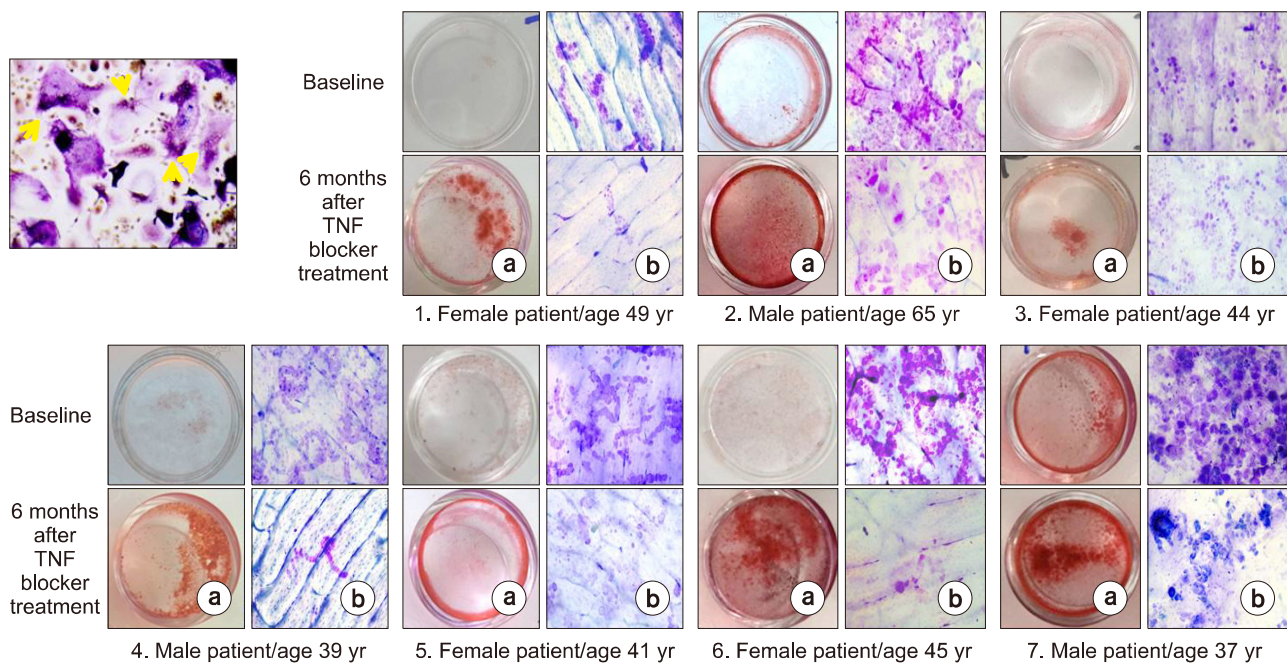 Baseline
6 months
after
TNF
blocker
treatment
a
b
a
b
a
b
1. Female patient/age 49 yr
2. Male patient/age 65 yr
3. Female patient/age 44 yr
Baseline
6 months
after
TNF
blocker
treatment
a
b
a
b
a
b
a
b
4. Male patient/age 39 yr
5. Female patient/age 41 yr
6. Female patient/age 45 yr
7. Male patient/age 37 yr